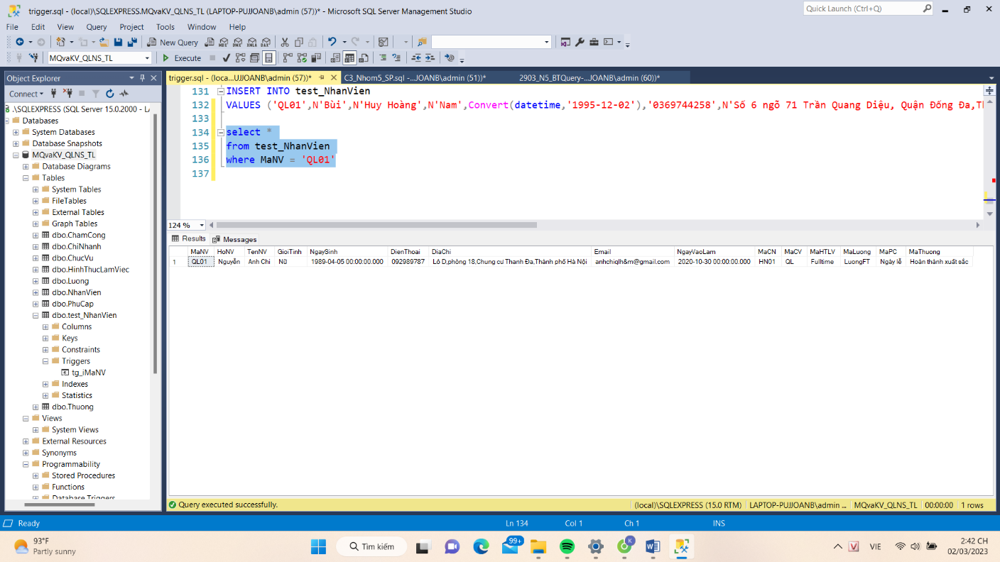 trigger.sql - (local)\SQLEXPRESS.MQvaKV_QLNS_TL (LAPTOP-PUJJOANB\admin (57))* - Microsoft SQL Server Management Studio
Quick Launch (Ctrl+Q)
File Edit View Query Project Tools Window Help
New Query
MQvaKV_QLNS_TL
Execute
Object Explorer
Connect
.\SQLEXPRESS (SQL Server 15.0.2000 - LA
Databases
System Databases
Database Snapshots
MQvaKV_QLNS_TL
Database Diagrams
Tables
System Tables
FileTables
External Tables
Graph Tables
dbo.ChamCong
dbo.ChiNhanh
dbo.ChucVu
dbo.HinhThucLamViec
dbo.Luong
dbo.NhanVien
dbo.PhuCap
dbo.test_NhanVien
Columns
Keys
Constraints
Triggers
tg_iMaNV
Indexes
Statistics
dbo.Thuong
Views
System Views
External Resources
Synonyms
Programmability
Stored Procedures
Functions
Database Triggers
trigger.sql - (loca...UJJOANB\admin (57))* C3_Nhom5_SP.sql -...JOANB\admin (51))* 2903_N5_BTQuery-...JOANB\admin (60))*
131 INSERT INTO test_NhanVien
132 VALUES ('QL01',N'Bùi',N'Huy Hoàng',N'Nam',Convert(datetime,'1995-12-02'),'0369744258',N'Số 6 ngõ 71 Trần Quang Diệu, Quận Đống Đa,Th
133
134 select *
135 from test_NhanVien
136 where MaNV = 'QL01'
137
124 %
Results Messages
MaNV HoNV TenNV GioiTinh NgaySinh DienThoai DiaChi Email NgayVaoLam MaCN MaCV MaHTLV MaLuong MaPC MaThuong
1 QL01 Nguyễn Anh Chi Nữ 1989-04-05 00:00:00.000 092989787 Lô D,phòng 18,Chung cư Thanh Đa,Thành phố Hà Nội anhchiqlh&m@gmail.com 2020-10-30 00:00:00.000 HN01 QL Fulltime LuongFT Ngày lễ Hoàn thành xuất sắc
Query executed successfully.
(local)\SQLEXPRESS (15.0 RTM) LAPTOP-PUJJOANB\admin ... MQvaKV_QLNS_TL 00:00:00 1 rows
Ready Ln 134 Col 1 Ch 1 INS
93°F
Partly sunny
Tìm kiếm
99+
K
VIE
2:42 CH
02/03/2023